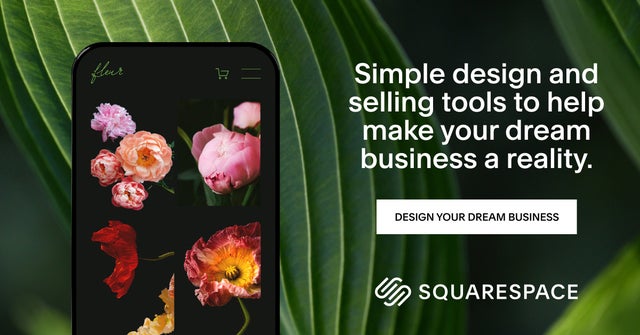 fleur
Simple design and
selling tools to help
make your dream
business a reality.
DESIGN YOUR DREAM BUSINESS
SQUARESPACE